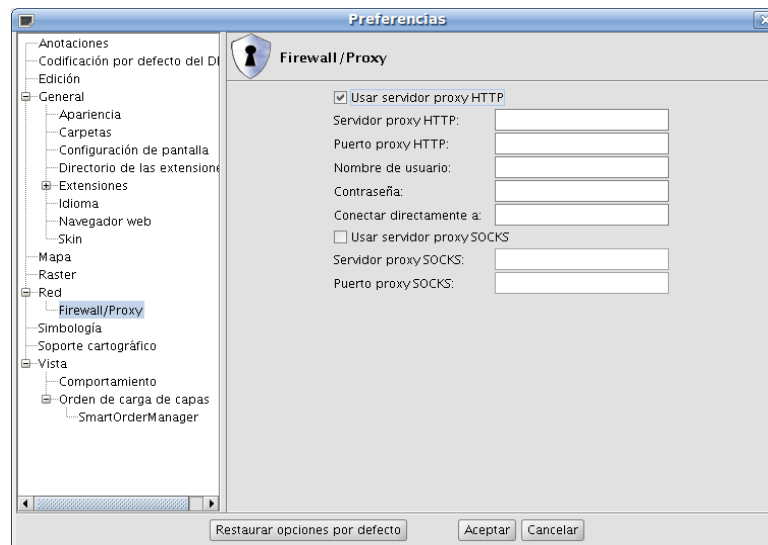 Preferencias
Anotaciones
Codificación por defecto del D
Edición
General
Apariencia
Carpetas
Configuración de pantalla
Directorio de las extensione
Extensiones
Idioma
Navegador web
Skin
Mapa
Raster
Red
Firewall/Proxy
Simbología
Soporte cartográfico
Vista
Comportamiento
Orden de carga de capas
SmartOrderManager
Firewall/Proxy
Usar servidor proxy HTTP
Servidor proxy HTTP:
Puerto proxy HTTP:
Nombre de usuario:
Contraseña:
Conectar directamente a:
Usar servidor proxy SOCKS
Servidor proxy SOCKS:
Puerto proxy SOCKS:
Restaurar opciones por defecto
Aceptar
Cancelar